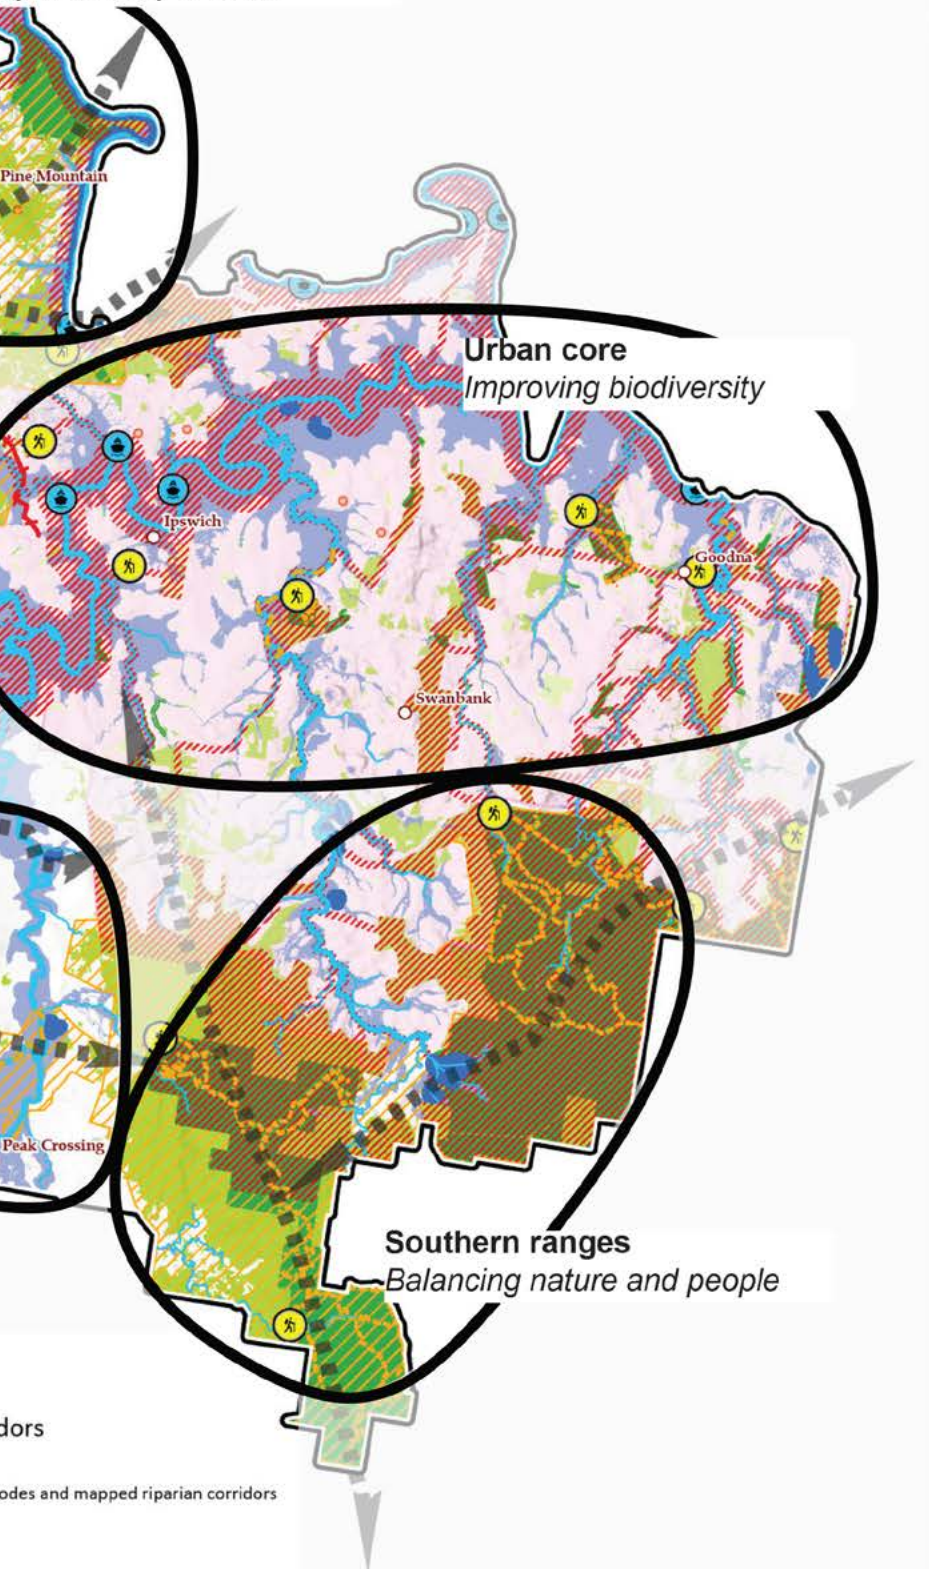 Pine Mountain
Urban core
Improving biodiversity
Ipswich
Goodna
Swanbank
Peak Crossing
Southern ranges
Balancing nature and people
dors
odes and mapped riparian corridors